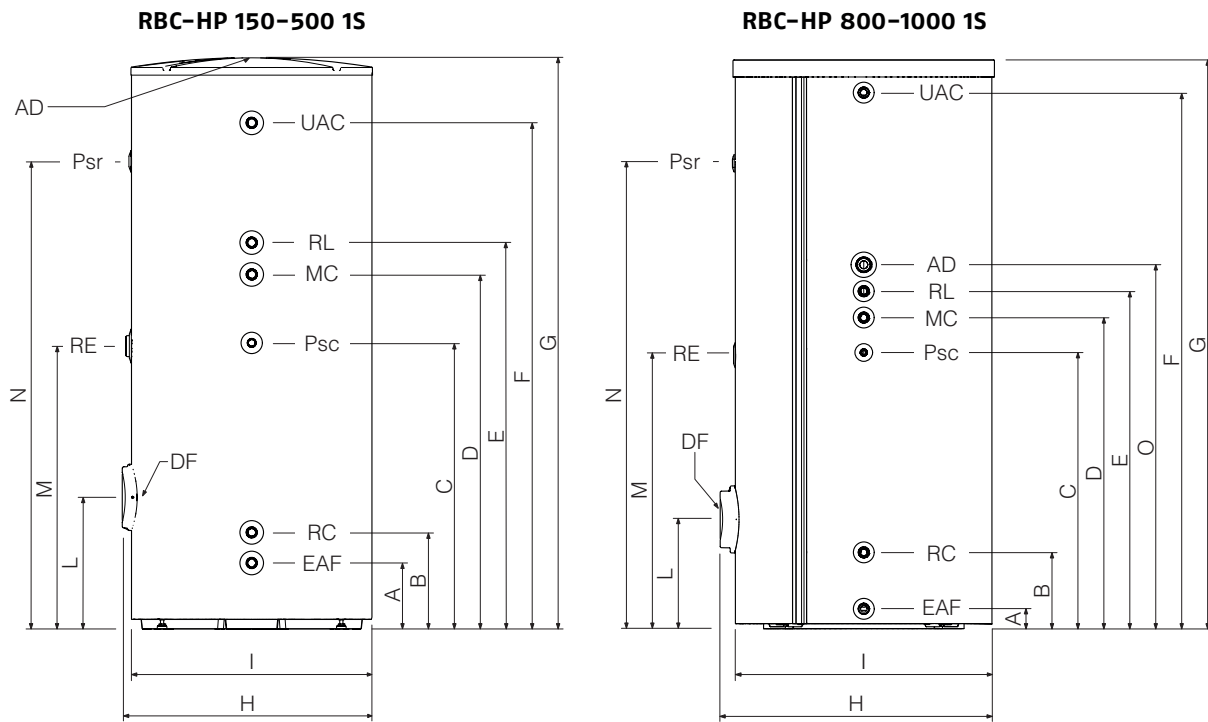 RBC-HP 150-500 1S
AD
UAC
Psr
RL
MC
Psc
RE
DF
RC
EAF
N
M
L
A
B
C
D
E
F
G
I
H
RBC-HP 800-1000 1S
UAC
Psr
AD
RL
MC
Psc
RE
DF
RC
EAF
N
M
L
A
B
C
D
E
O
F
G
I
H